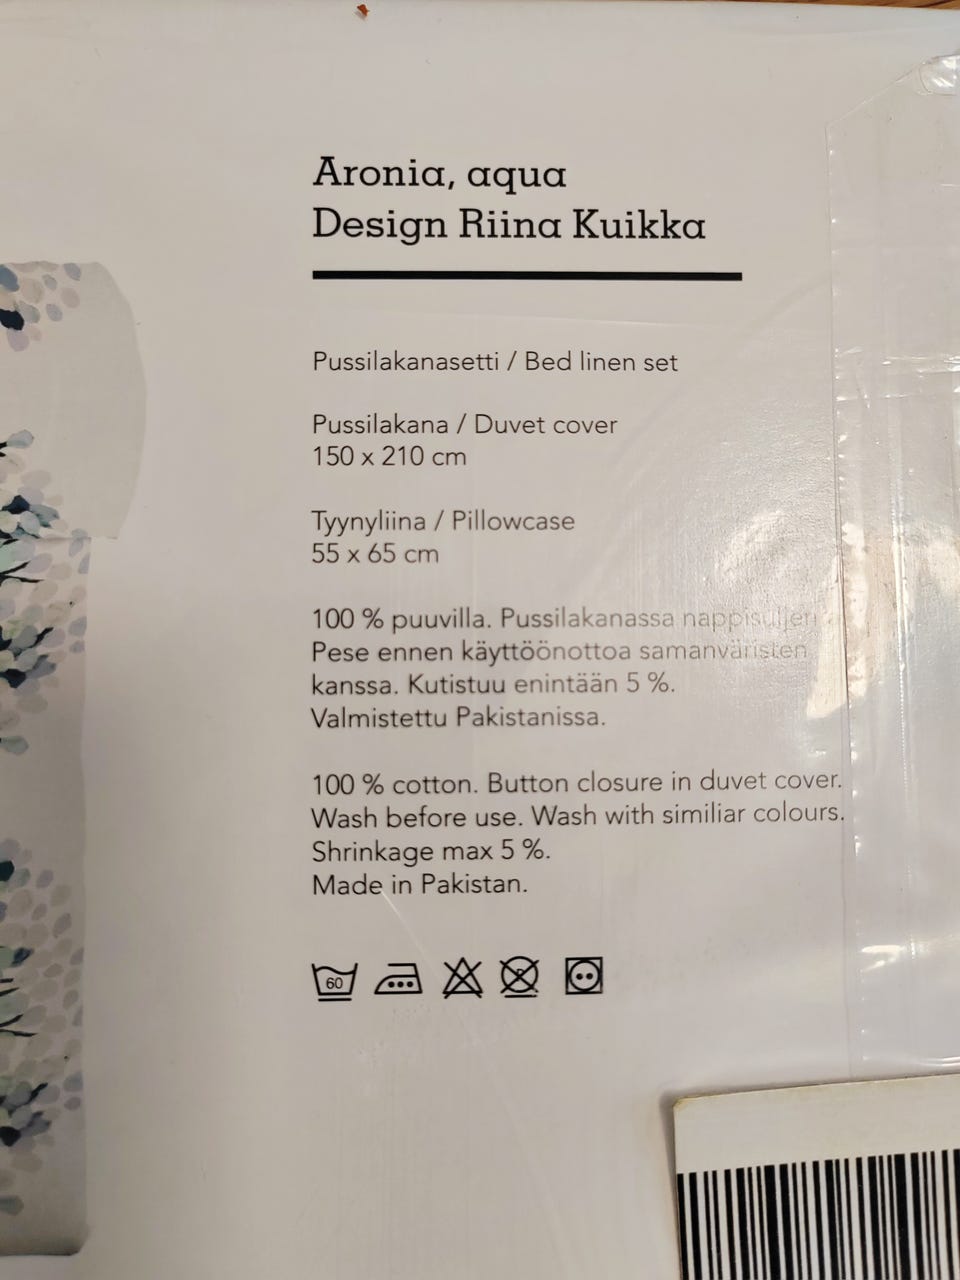 Aronia, aqua
Design Riina Kuikka
Pussilakanasetti / Bed linen set
Pussilakana / Duvet cover
150 x 210 cm
Tyynyliina / Pillowcase
55 x 65 cm
100 % puuvilla. Pussilakanassa nappisuljen
Pese ennen käyttöönottoa samanväristen
kanssa. Kutistuu enintään 5 %.
Valmistettu Pakistanissa.
100 % cotton. Button closure in duvet cover.
Wash before use. Wash with similiar colours.
Shrinkage max 5 %.
Made in Pakistan.
60